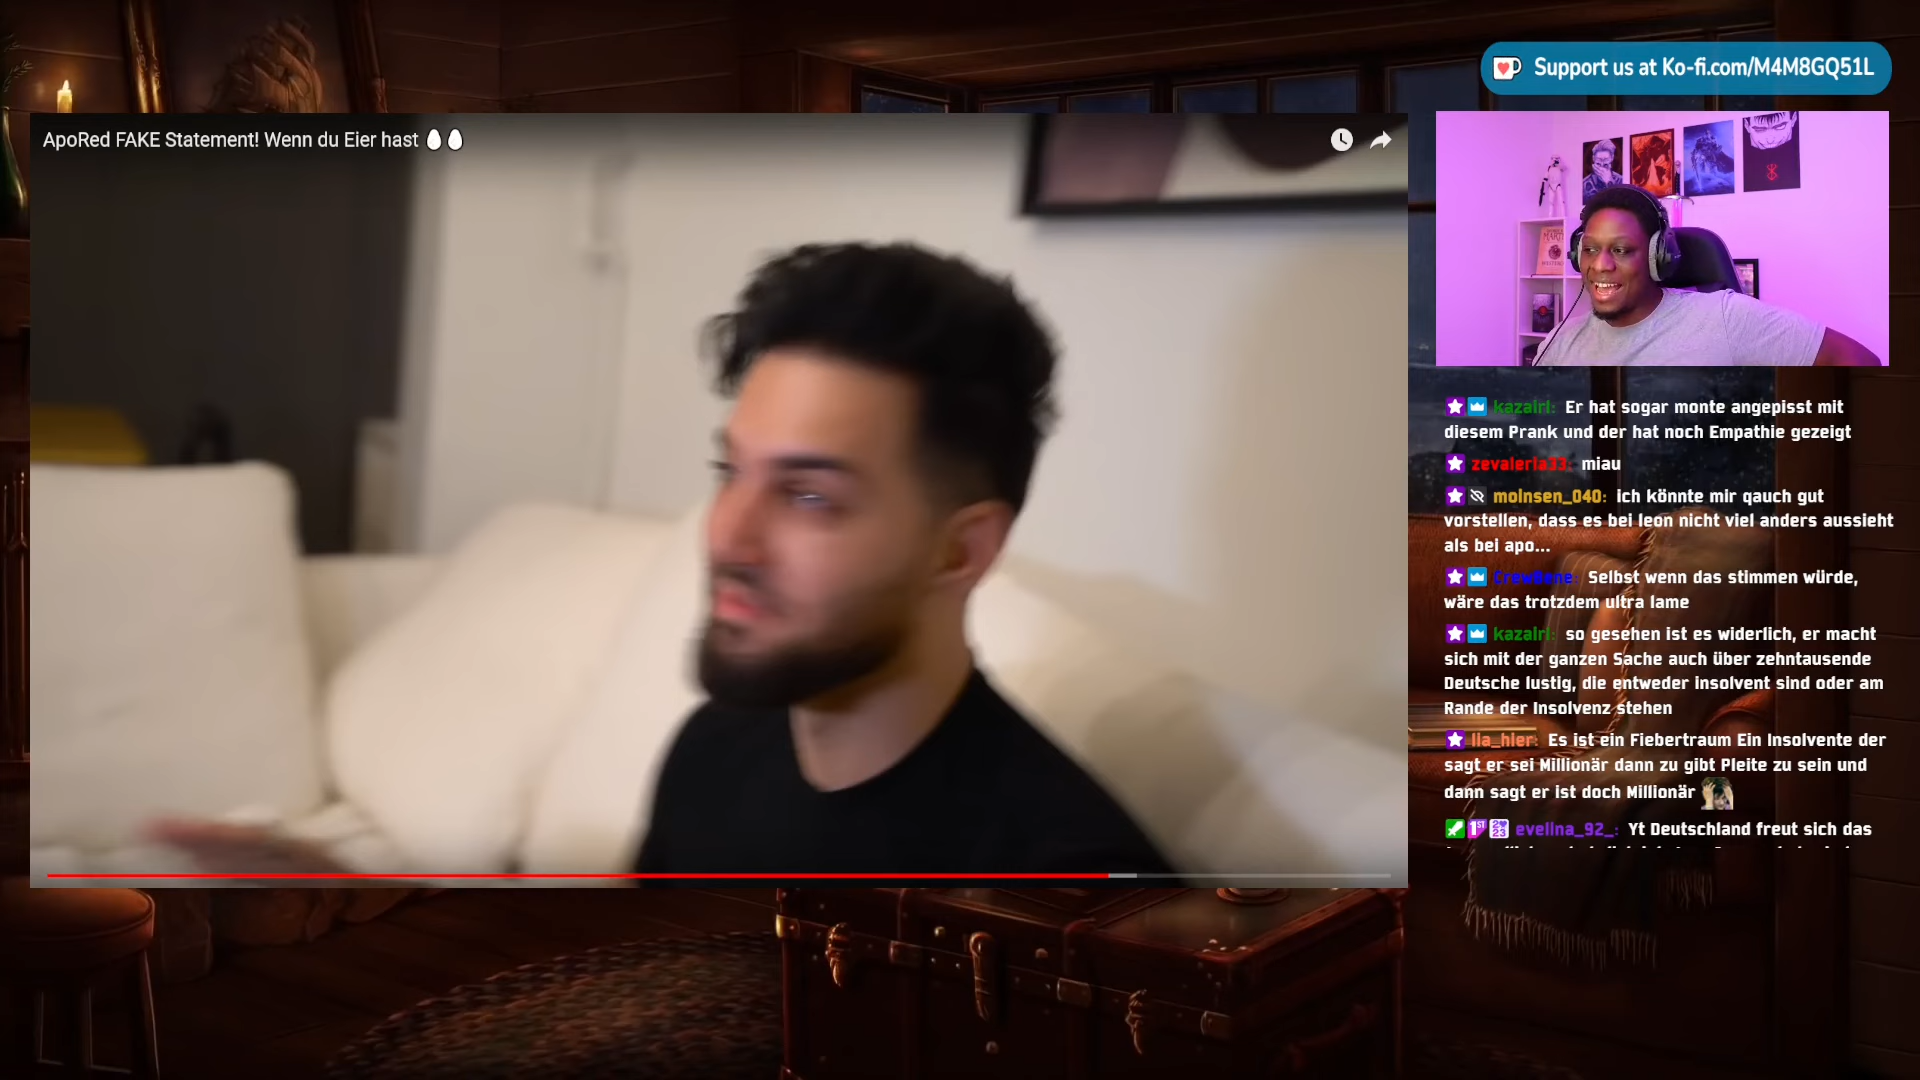 Support us at Ko-fi.com/M4M8GQ51L
ApoRed FAKE Statement! Wenn du Eier hast
kazairi: Er hat sogar monte angepisst mit
diesem Prank und der hat noch Empathie gezeigt
zevaleria33: miau
moinsen_040: ich könnte mir qauch gut
vorstellen, dass es bei leon nicht viel anders aussieht
als bei apo...
Selbst wenn das stimmen würde,
wäre das trotzdem ultra lame
kazairi: so gesehen ist es widerlich, er macht
sich mit der ganzen Sache auch über zehntausende
Deutsche lustig, die entweder insolvent sind oder am
Rande der Insolvenz stehen
lia_hier: Es ist ein Fiebertraum Ein Insolvente der
sagt er sei Millionär dann zu gibt Pleite zu sein und
dann sagt er ist doch Millionär
1ST evelina_92_: Yt Deutschland freut sich das